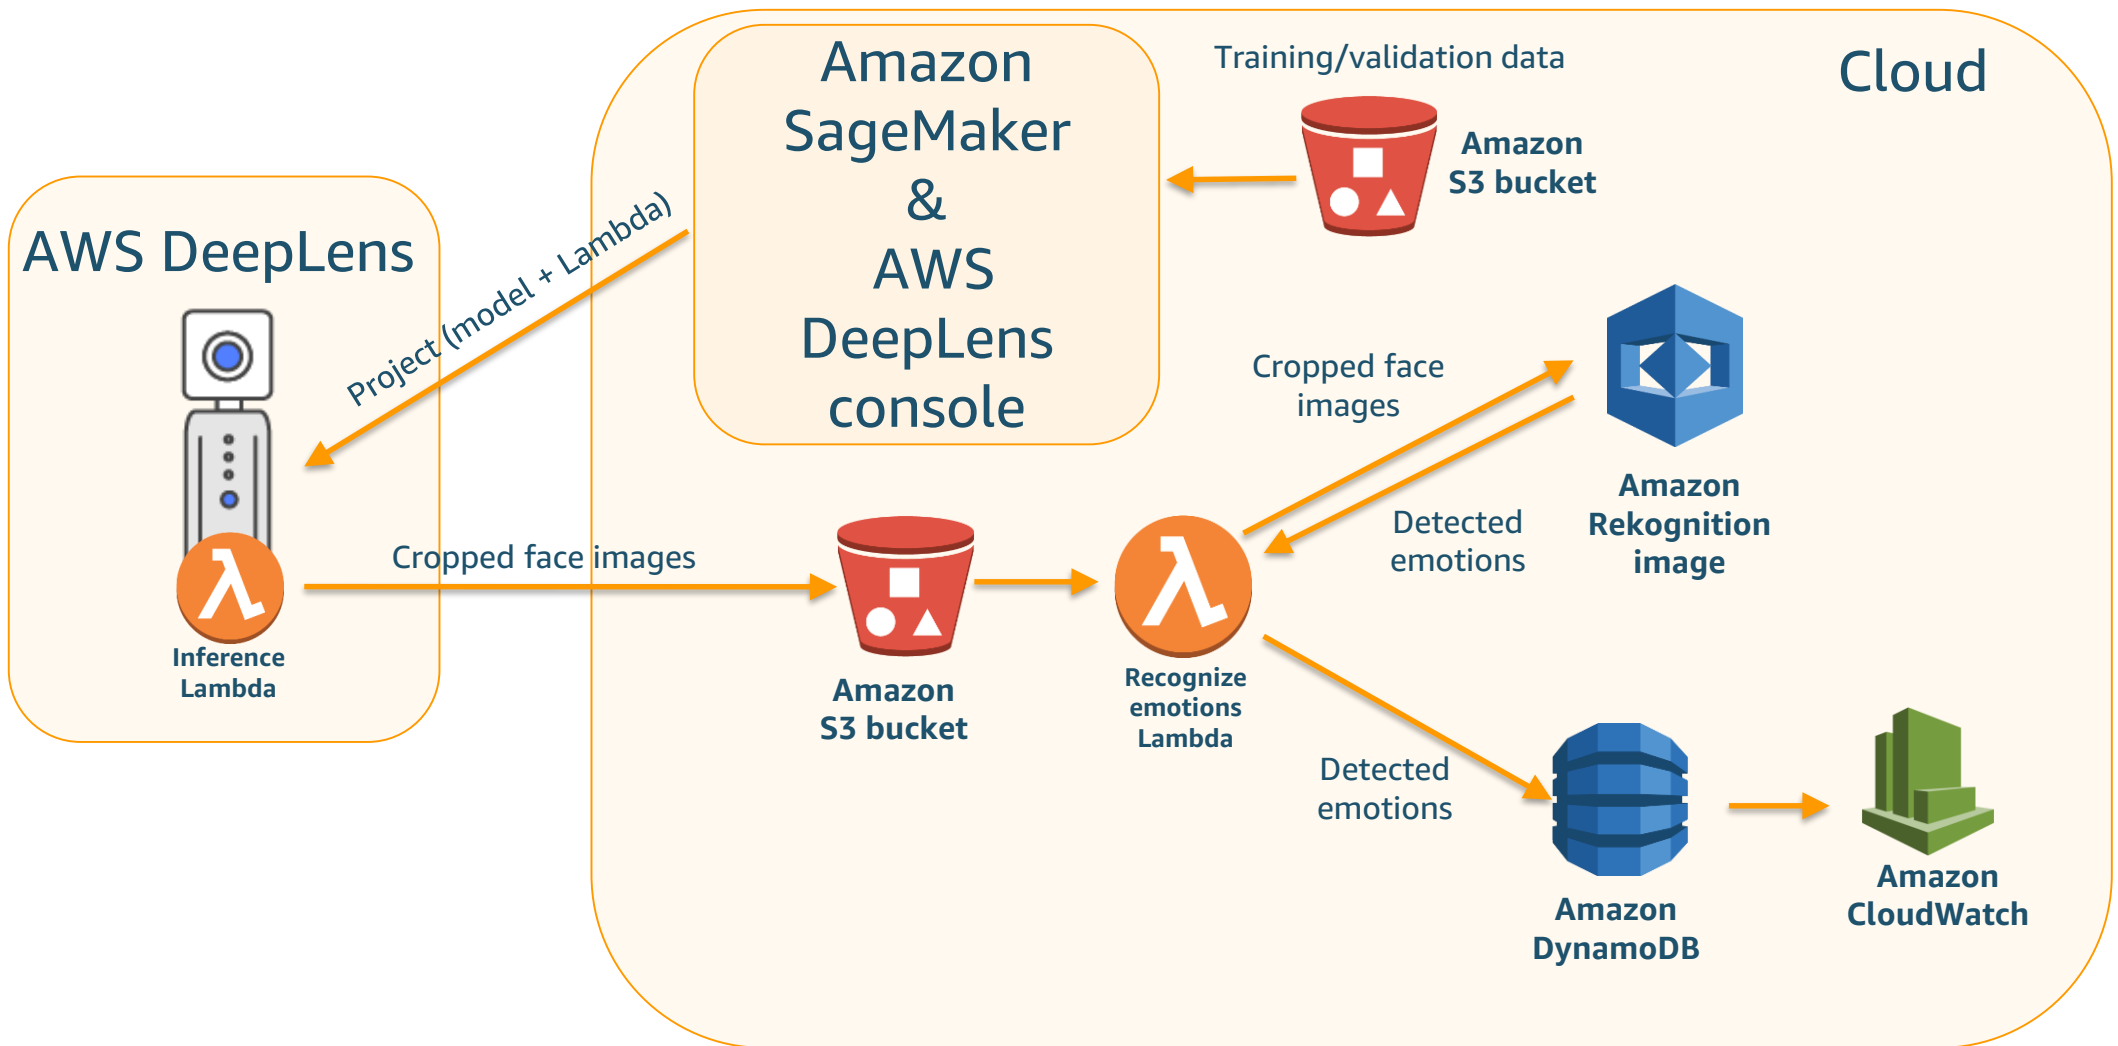 Cloud
Training/validation data
Amazon
S3 bucket
Amazon
SageMaker
&
AWS
DeepLens
console
AWS DeepLens
Project (model + Lambda)
Inference
Lambda
Cropped face images
Amazon
S3 bucket
Recognize
emotions
Lambda
Cropped face
images
Detected
emotions
Amazon
Rekognition
image
Detected
emotions
Amazon
DynamoDB
Amazon
CloudWatch